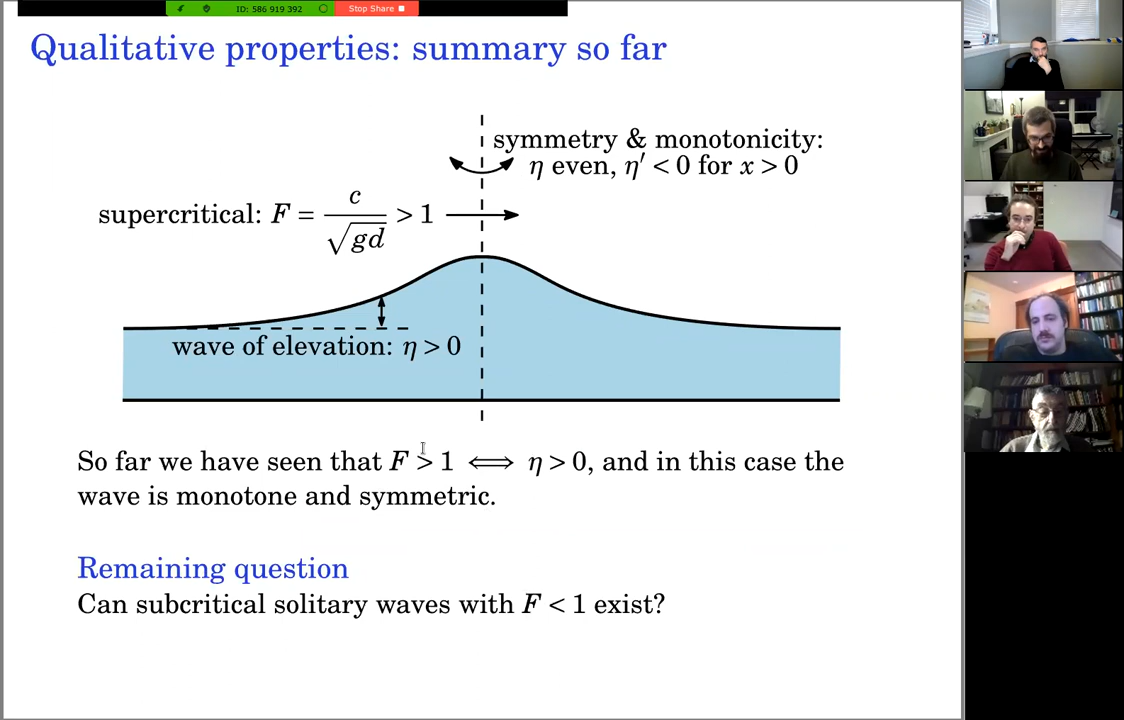 ID: 586 919 392
Stop Share
Qualitative properties: summary so far
symmetry & monotonicity:
η even, η′ < 0 for x > 0
supercritical: F = c/√gd > 1
wave of elevation: η > 0
So far we have seen that F > 1 ⟺ η > 0, and in this case the
wave is monotone and symmetric.
Remaining question
Can subcritical solitary waves with F < 1 exist?